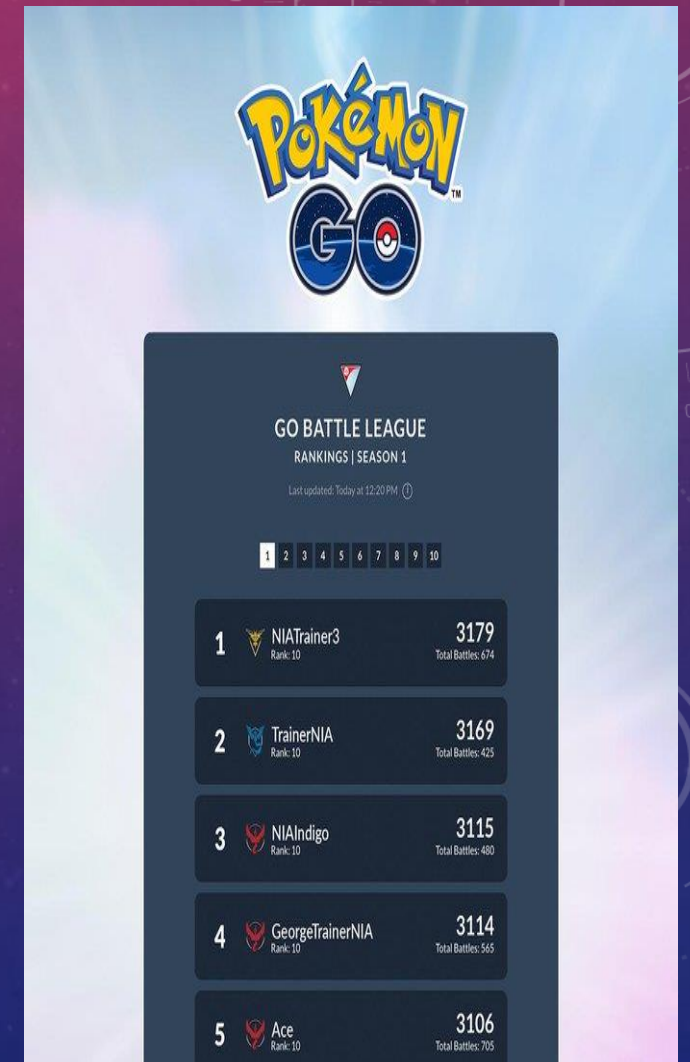 POKéMON
TM
GO
GO BATTLE LEAGUE
RANKINGS | SEASON 1
Last updated: Today at 12:20 PM i
1 2 3 4 5 6 7 8 9 10
1 NIATrainer3 3179
Rank: 10 Total Battles: 674
2 TrainerNIA 3169
Rank: 10 Total Battles: 425
3 NIAIndigo 3115
Rank: 10 Total Battles: 480
4 GeorgeTrainerNIA 3114
Rank: 10 Total Battles: 565
5 Ace 3106
Rank: 10 Total Battles: 705